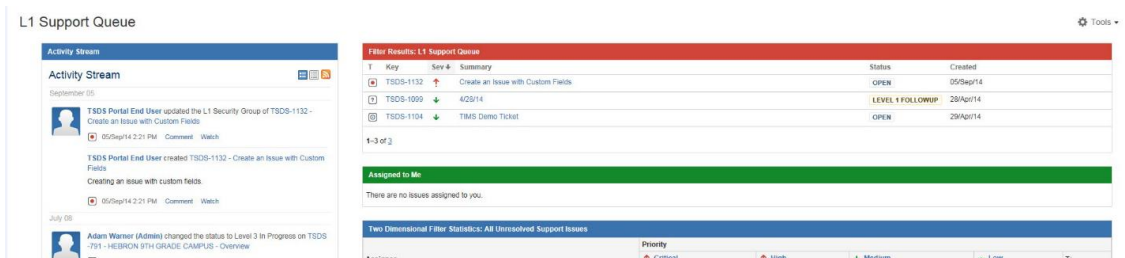 L1 Support Queue
Tools
Activity Stream
Activity Stream
September 05
TSDS Portal End User updated the L1 Security Group of TSDS-1132 -
Create an Issue with Custom Fields
05/Sep/14 2:21 PM Comment Watch
TSDS Portal End User created TSDS-1132 - Create an Issue with Custom
Fields
Creating an issue with custom fields
05/Sep/14 2:21 PM Comment Watch
July 08
Adam Warner (Admin) changed the status to Level 3 In Progress on TSDS
-791 - HEBRON 9TH GRADE CAMPUS - Overview
Filter Results: L1 Support Queue
T Key Sev Summary Status Created
TSDS-1132 Create an Issue with Custom Fields OPEN 05/Sep/14
TSDS-1099 4/28/14 LEVEL 1 FOLLOWUP 28/Apr/14
TSDS-1104 TIMS Demo Ticket OPEN 29/Apr/14
1–3 of 3
Assigned to Me
There are no issues assigned to you.
Two Dimensional Filter Statistics: All Unresolved Support Issues
Priority
Critical High Medium Low